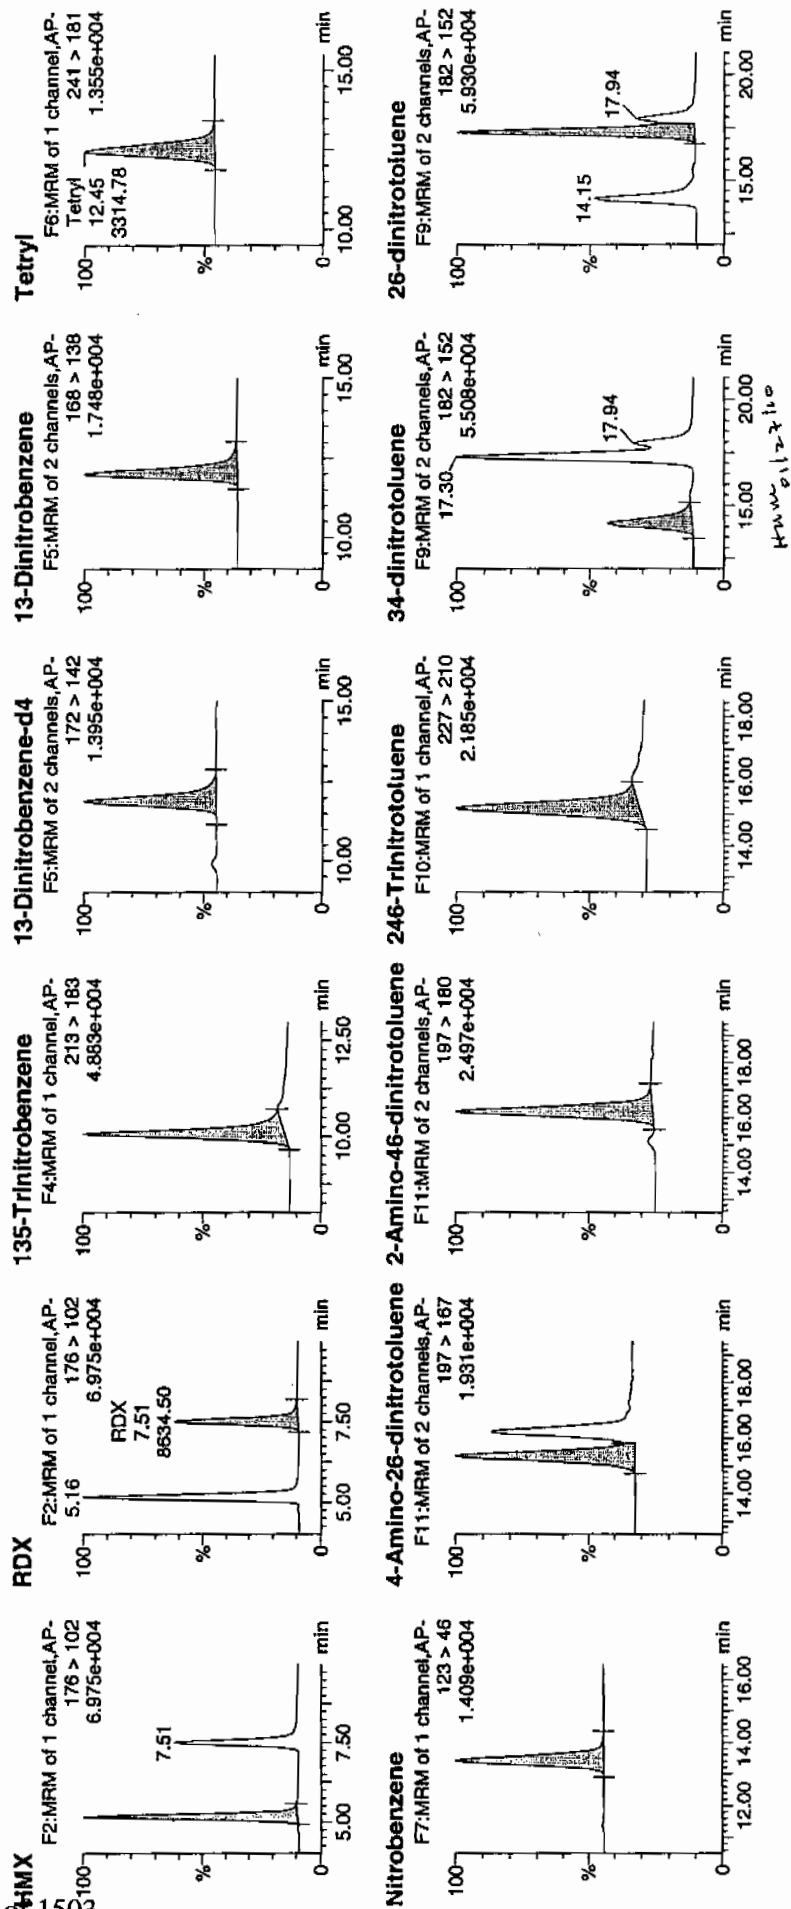 HMX
F2:MRM of 1 channel,AP-
176 > 102
6.975e+004
100
7.51
%
0
5.00
7.50
min
RDX
F2:MRM of 1 channel,AP-
176 > 102
6.975e+004
100
5.16
RDX
7.51
8634.50
%
0
5.00
7.50
min
135-Trinitrobenzene
F4:MRM of 1 channel,AP-
213 > 183
4.883e+004
100
%
0
10.00
12.50
min
13-Dinitrobenzene-d4
F5:MRM of 2 channels,AP-
172 > 142
1.395e+004
100
%
0
10.00
15.00
min
13-Dinitrobenzene
F5:MRM of 2 channels,AP-
168 > 138
1.748e+004
100
%
0
10.00
15.00
min
Tetryl
F6:MRM of 1 channel,AP-
241 > 181
1.355e+004
100
Tetryl
12.45
3314.78
%
0
10.00
15.00
min
Nitrobenzene
F7:MRM of 1 channel,AP-
123 > 46
1.409e+004
100
%
0
12.00
14.00
16.00
min
4-Amino-26-dinitrotoluene
F11:MRM of 2 channels,AP-
197 > 167
1.931e+004
100
%
0
14.00
16.00
18.00
min
2-Amino-46-dinitrotoluene
F11:MRM of 2 channels,AP-
197 > 180
2.497e+004
100
%
0
14.00
16.00
18.00
min
246-Trinitrotoluene
F10:MRM of 1 channel,AP-
227 > 210
2.185e+004
100
%
0
14.00
16.00
18.00
min
34-dinitrotoluene
F9:MRM of 2 channels,AP-
182 > 152
5.508e+004
100
17.30
17.94
%
0
15.00
20.00
min
26-dinitrotoluene
F9:MRM of 2 channels,AP-
182 > 152
5.930e+004
100
14.15
17.94
%
0
15.00
20.00
min